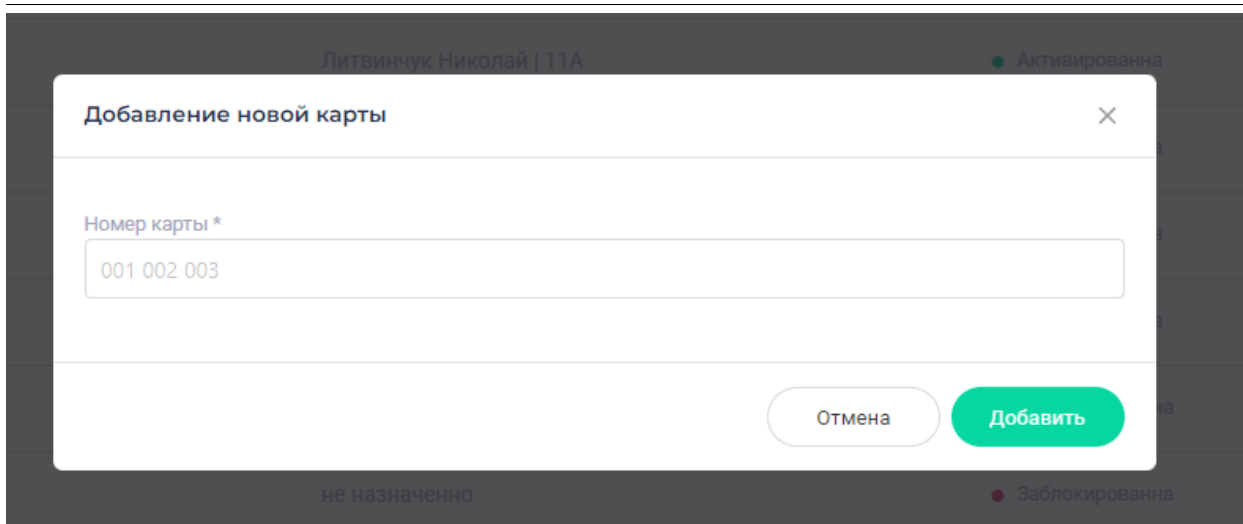 Литвинчук Николай | 11А
Активированна
Добавление новой карты
Номер карты *
001 002 003
Отмена
Добавить
не назначенно
Заблокированна